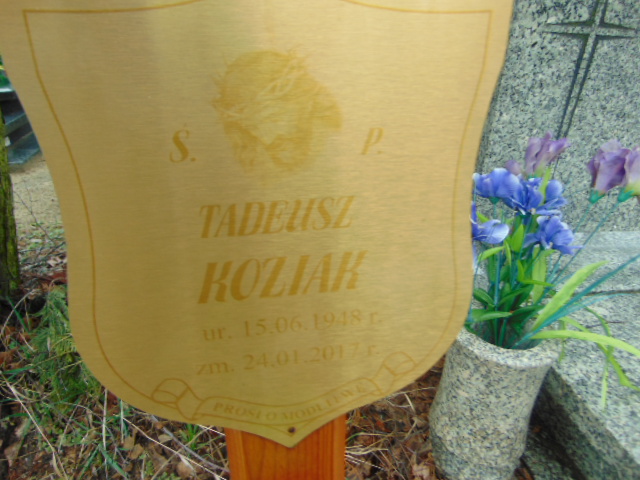 Ś. P.
TADEUSZ
KOZIAK
ur. 15.06.1948 r.
zm. 24.01.2017 r.
PROSI O MODLITWĘ